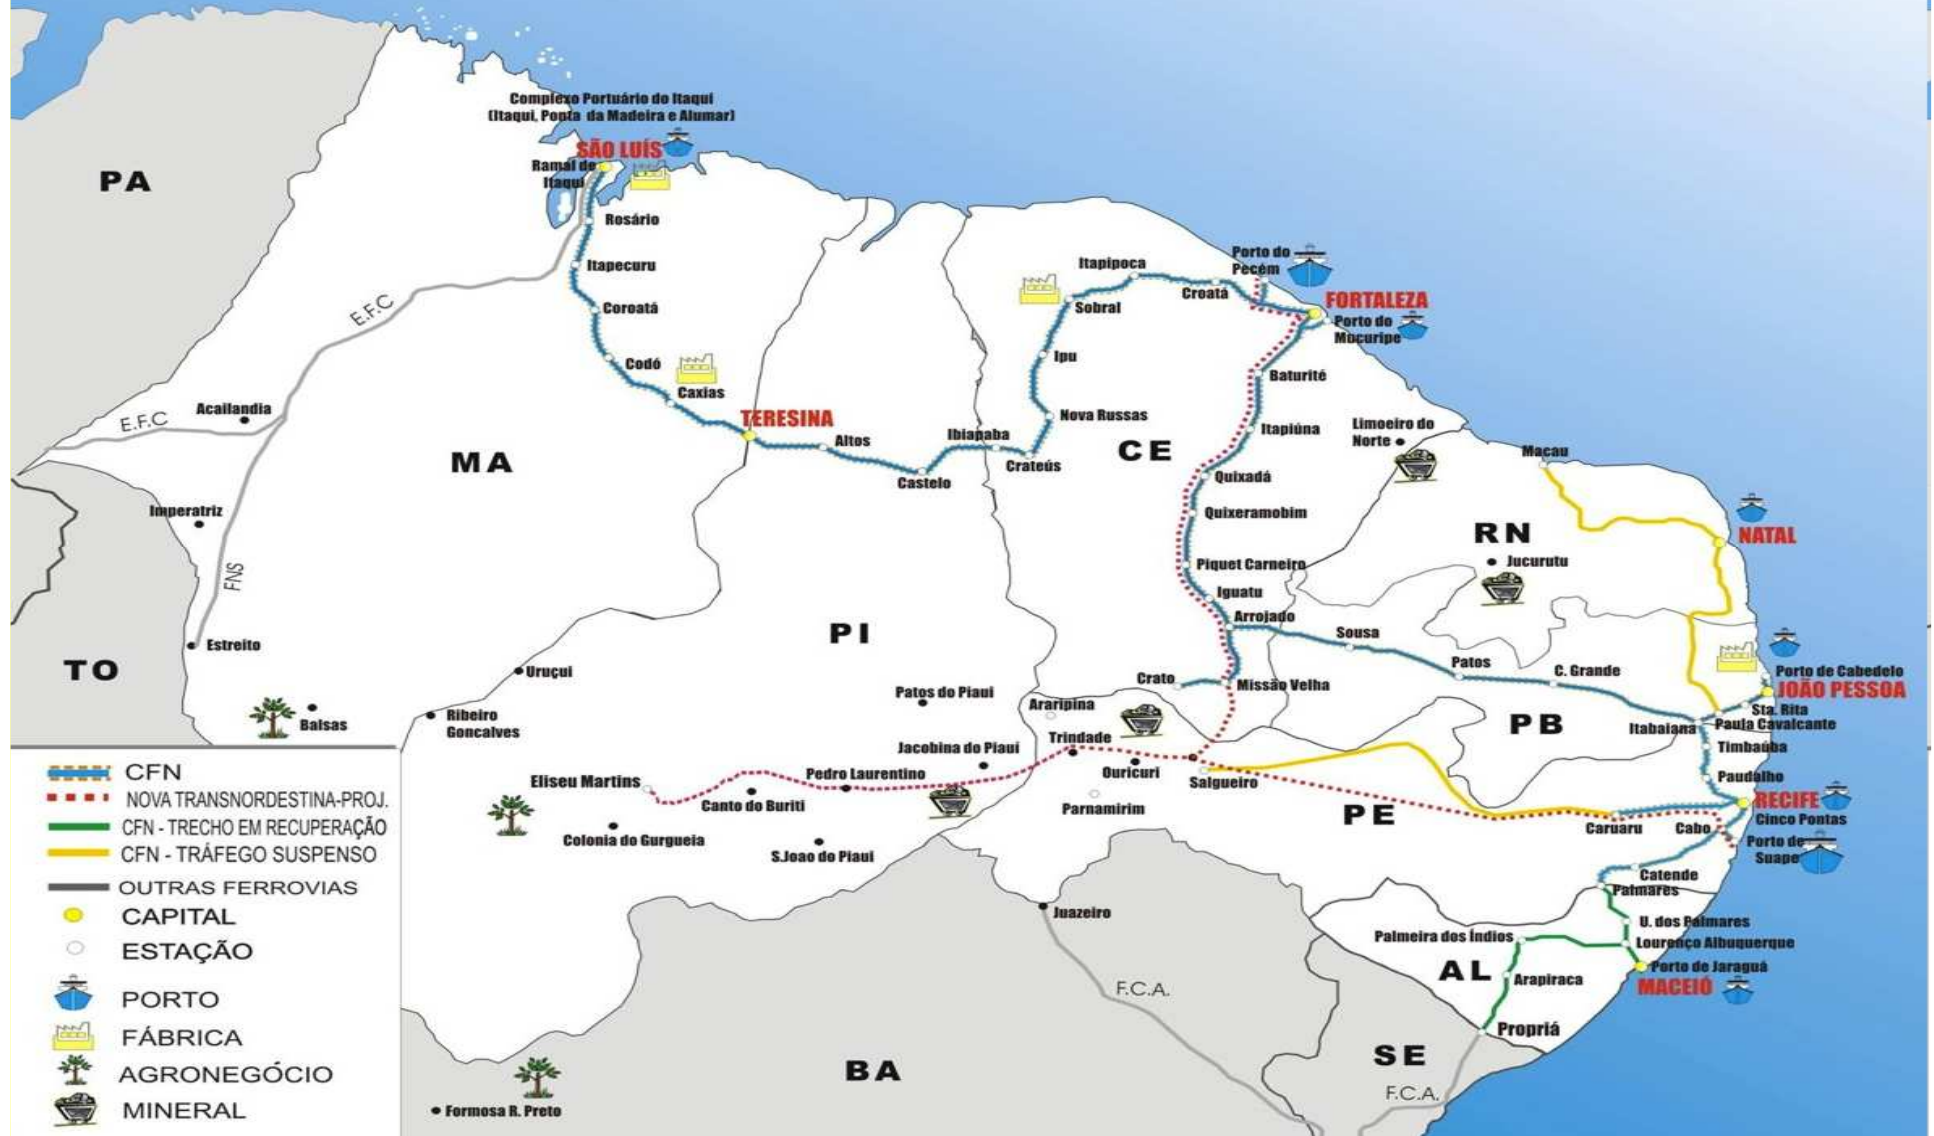 Complexo Portuário do Itaqui
(Itaqui, Ponta da Madeira e Alumar)
SÃO LUÍS
Ramal de
Itaqui
PA
Rosário
Itapecuru
Coroatá
E.F.C
Codó
Caxias
Acailandia
E.F.C
TERESINA
Altos
Castelo
Ibiapaba
Crateús
MA
Imperatriz
FNS
Estreito
TO
Balsas
Uruçui
Ribeiro
Goncalves
PI
Itapipoca
Sobral
Croatá
Porto do
Pecém
FORTALEZA
Porto do
Mucuripe
Ipu
Nova Russas
Baturité
CE
Itapiúna
Limoeiro do
Norte
Quixadá
Quixeramobim
Piquet Carneiro
Iguatu
Arrojado
Macau
RN
NATAL
Jucurutu
Sousa
Patos
C. Grande
Porto de Cabedelo
JOÃO PESSOA
Sta. Rita
Paula Cavalcante
Itabaiana
PB
Timbaúba
Paudalho
RECIFE
Cinco Pontas
Crato
Missão Velha
Patos do Piaui
Araripina
Trindade
Jacobina do Piaui
Ouricuri
Salgueiro
Parnamirim
Eliseu Martins
Pedro Laurentino
Canto do Buriti
Colonia do Gurgueia
S.Joao do Piaui
PE
Caruaru
Cabo
Porto de
Suape
Catende
Palmares
U. dos Palmares
Lourenço Albuquerque
Palmeira dos Índios
AL
Arapiraca
Porto de Jaraguá
MACEIÓ
Propriá
Juazeiro
F.C.A.
SE
F.C.A.
BA
Formosa R. Preto
CFN
NOVA TRANSNORDESTINA-PROJ.
CFN - TRECHO EM RECUPERAÇÃO
CFN - TRÁFEGO SUSPENSO
OUTRAS FERROVIAS
CAPITAL
ESTAÇÃO
PORTO
FÁBRICA
AGRONEGÓCIO
MINERAL